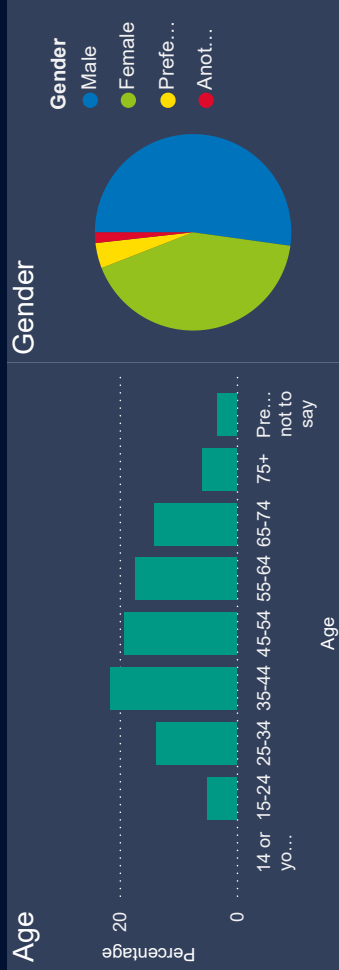 Age
20
0
Percentage
14 or yo…
15-24
25-34
35-44
45-54
55-64
65-74
75+
Pre… not to say
Age
Gender
Gender
Male
Female
Prefe…
Anot…